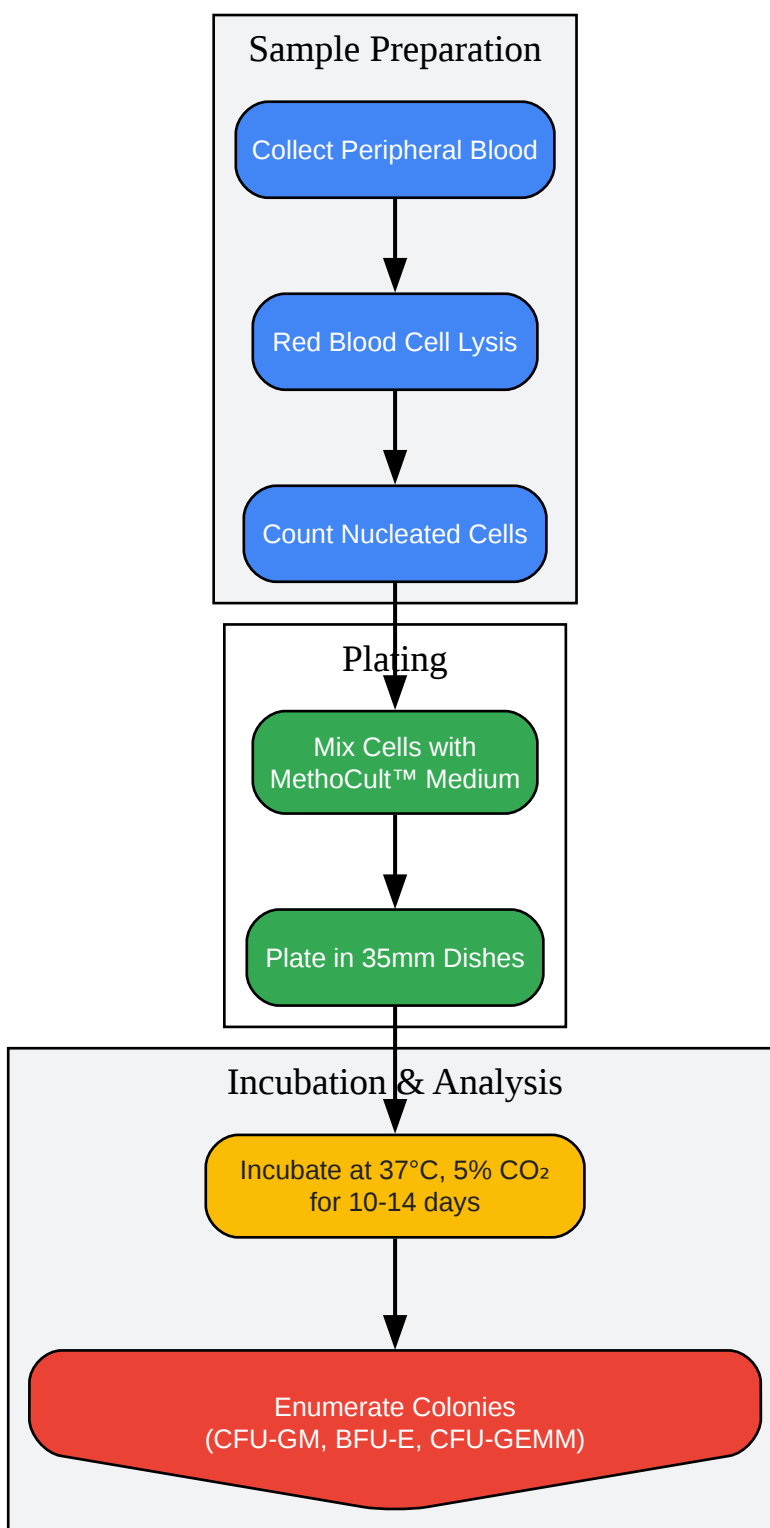 Sample Preparation
Collect Peripheral Blood
Red Blood Cell Lysis
Count Nucleated Cells
Plating
Mix Cells with
MethoCult™ Medium
Plate in 35mm Dishes
Incubation & Analysis
Incubate at 37°C, 5% CO₂
for 10-14 days
Enumerate Colonies
(CFU-GM, BFU-E, CFU-GEMM)